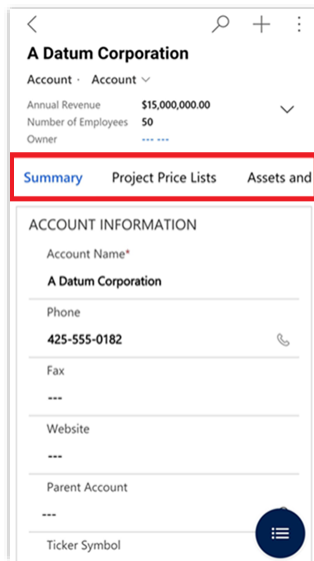 A Datum Corporation
Account · Account
Annual Revenue $15,000,000.00
Number of Employees 50
Owner --- ---
Summary Project Price Lists Assets and
ACCOUNT INFORMATION
Account Name*
A Datum Corporation
Phone
425-555-0182
Fax
---
Website
---
Parent Account
---
Ticker Symbol